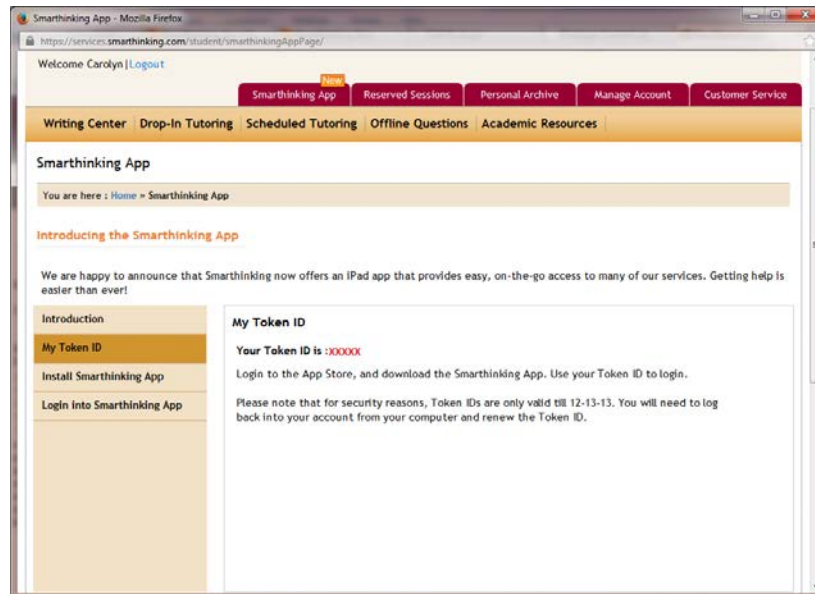 Smarthinking App - Mozilla Firefox
https://services.smarthinking.com/student/smarthinkingAppPage/
Welcome Carolyn|Logout
New
Smarthinking App Reserved Sessions Personal Archive Manage Account Customer Service
Writing Center Drop-In Tutoring Scheduled Tutoring Offline Questions Academic Resources
Smarthinking App
You are here : Home » Smarthinking App
Introducing the Smarthinking App
We are happy to announce that Smarthinking now offers an iPad app that provides easy, on-the-go access to many of our services. Getting help is
easier than ever!
Introduction
My Token ID
Install Smarthinking App
Login into Smarthinking App
My Token ID
Your Token ID is :XXXXX
Login to the App Store, and download the Smarthinking App. Use your Token ID to login.
Please note that for security reasons, Token IDs are only valid till 12-13-13. You will need to log
back into your account from your computer and renew the Token ID.